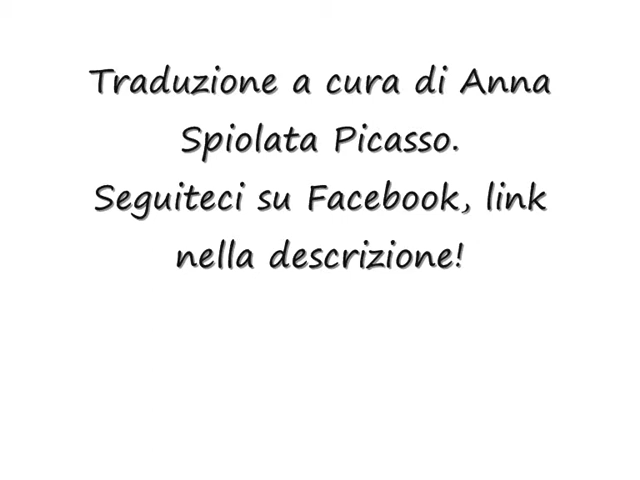 Traduzione a cura di Anna
Spiolata Picasso.
Seguiteci su Facebook, link
nella descrizione!